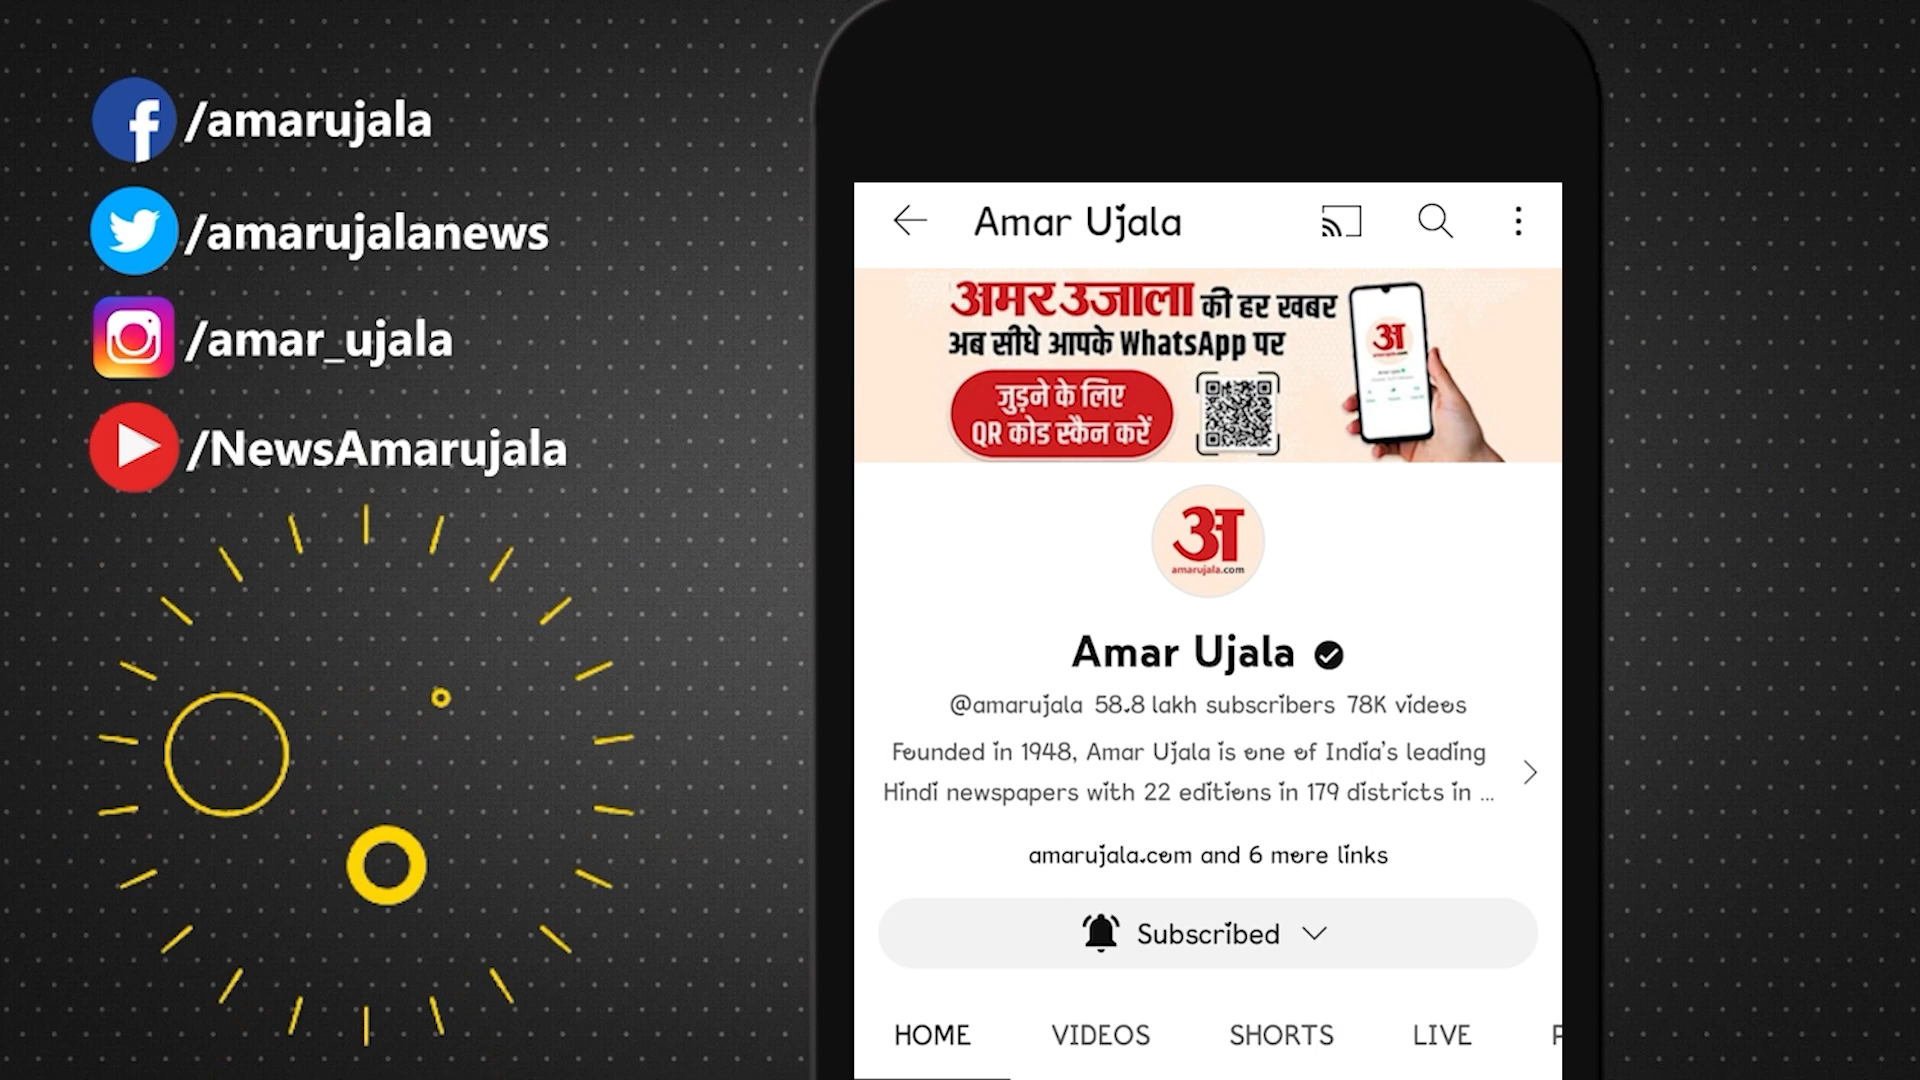 /amarujala
/amarujalanews
/amar_ujala
/NewsAmarujala
Amar Ujala
अमर उजाला की हर खबर
अब सीधे आपके WhatsApp पर
जुड़ने के लिए
QR कोड स्कैन करें
अ
अ
amarujala.com
Amar Ujala
@amarujala 58.8 lakh subscribers 78K videos
Founded in 1948, Amar Ujala is one of India's leading
Hindi newspapers with 22 editions in 179 districts in ...
amarujala.com and 6 more links
Subscribed
HOME VIDEOS SHORTS LIVE